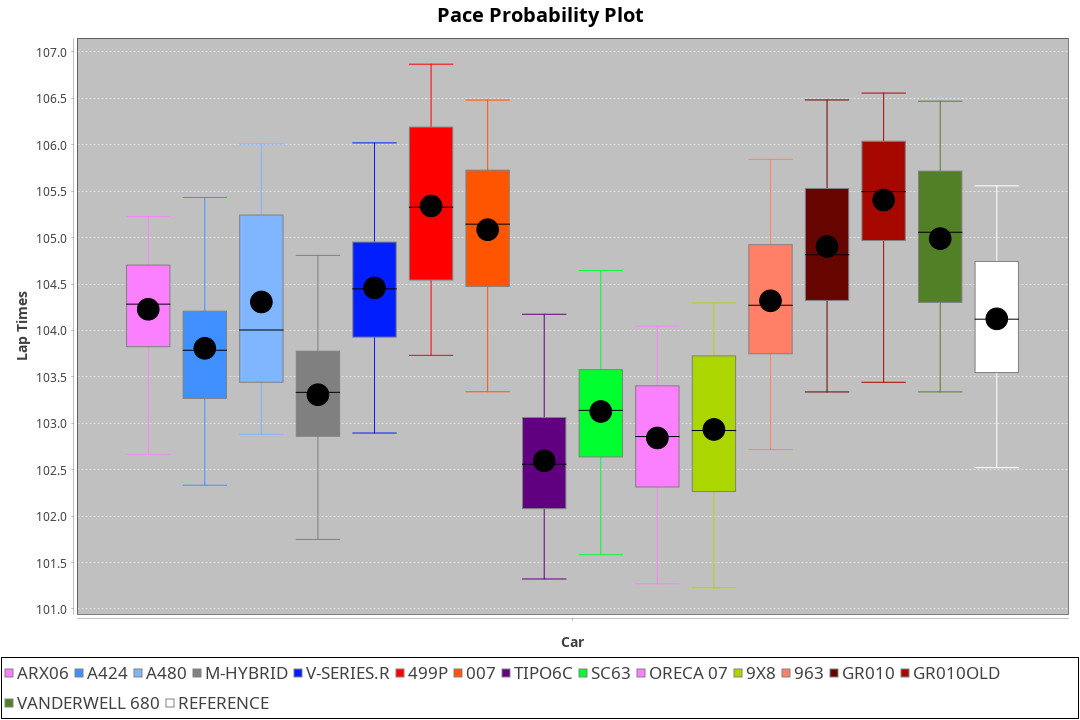 Pace Probability Plot
107.0
106.5
106.0
105.5
105.0
104.5
104.0
103.5
103.0
102.5
102.0
101.5
101.0
Lap Times
Car
ARX06 A424 A480 M-HYBRID V-SERIES.R 499P 007 TIPO6C SC63 ORECA 07 9X8 963 GR010 GR010OLD
VANDERWELL 680 REFERENCE